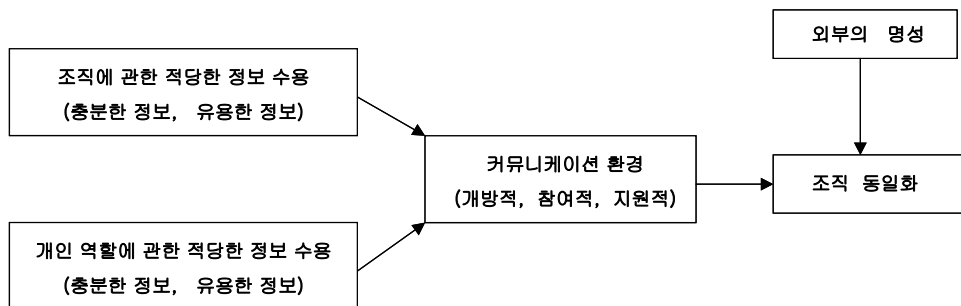 외부의 명성
조직에 관한 적당한 정보 수용
(충분한 정보, 유용한 정보)
커뮤니케이션 환경
(개방적, 참여적, 지원적)
조직 동일화
개인 역할에 관한 적당한 정보 수용
(충분한 정보, 유용한 정보)